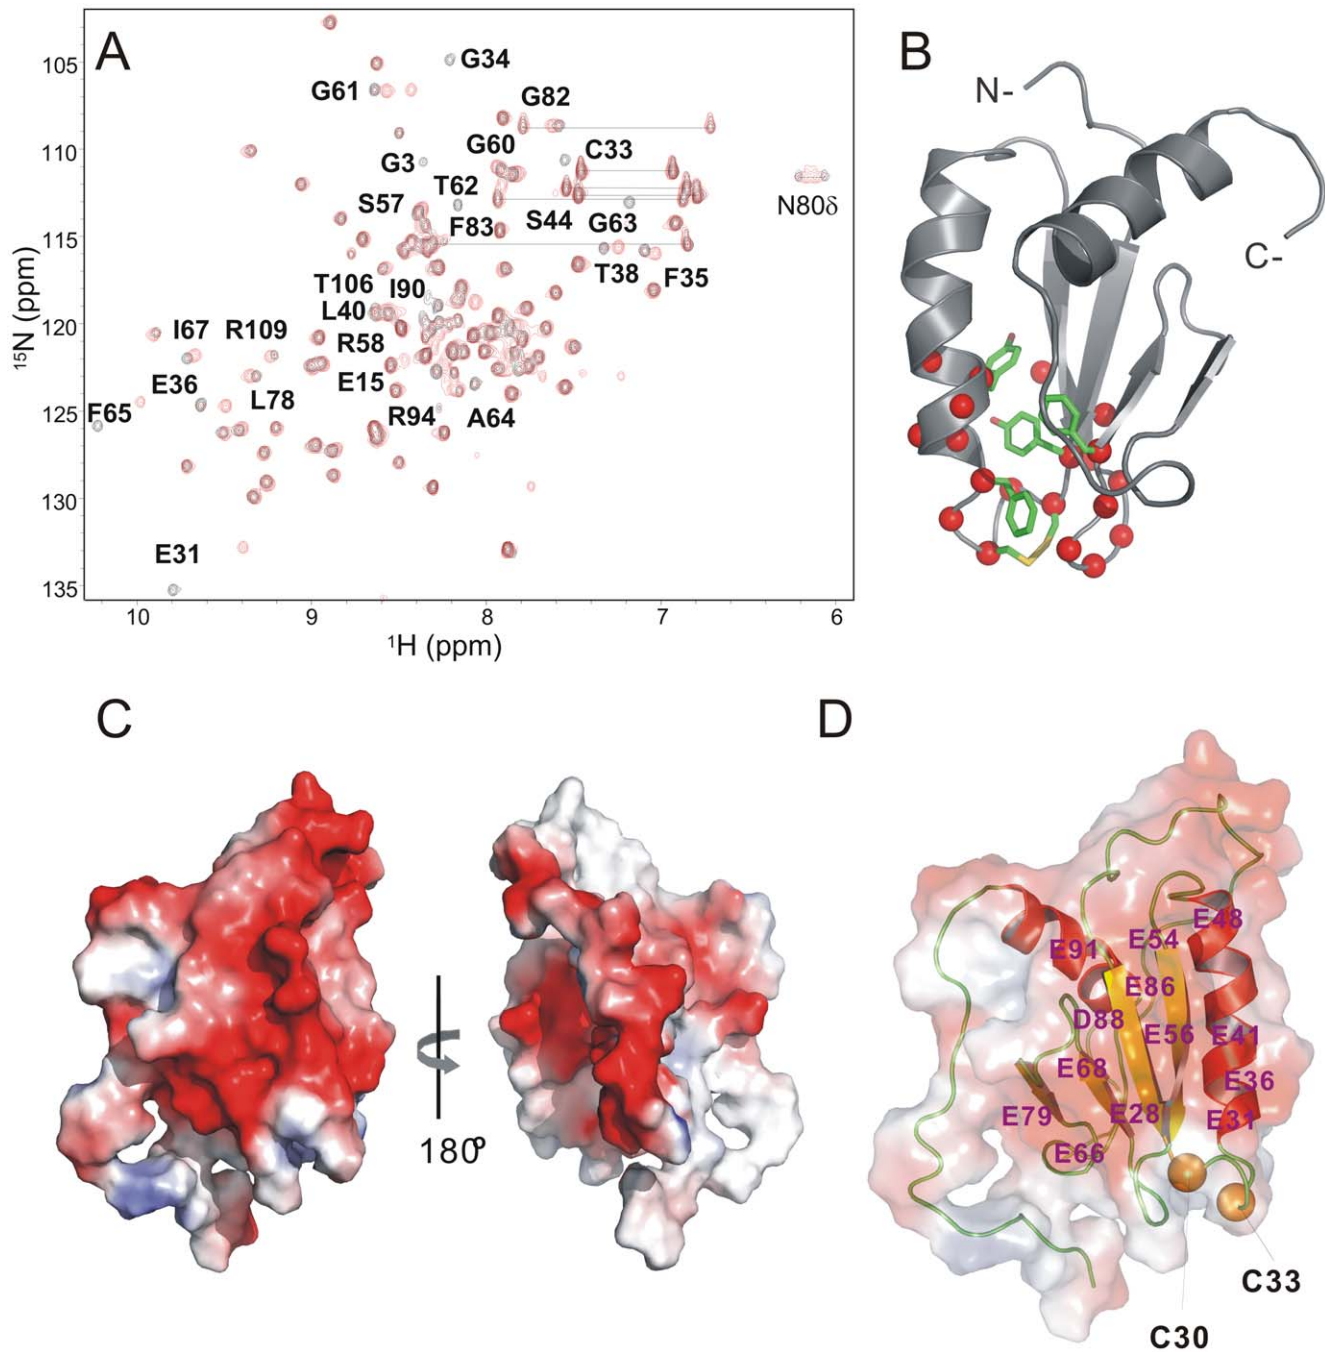 A
105
110
115
120
125
130
135
10
9
8
7
6
15N (ppm)
1H (ppm)
G34
G61
G82
G60
C33
G3
T62
S57
F83
S44
G63
N80δ
T106
I90
T38
F35
L40
I67
R109
R58
E36
E15
L78
F65
R94
A64
E31
B
N-
C-
C
180º
D
E48
E91
E54
E86
D88
E56
E41
E68
E36
E79
E28
E31
E66
C33
C30